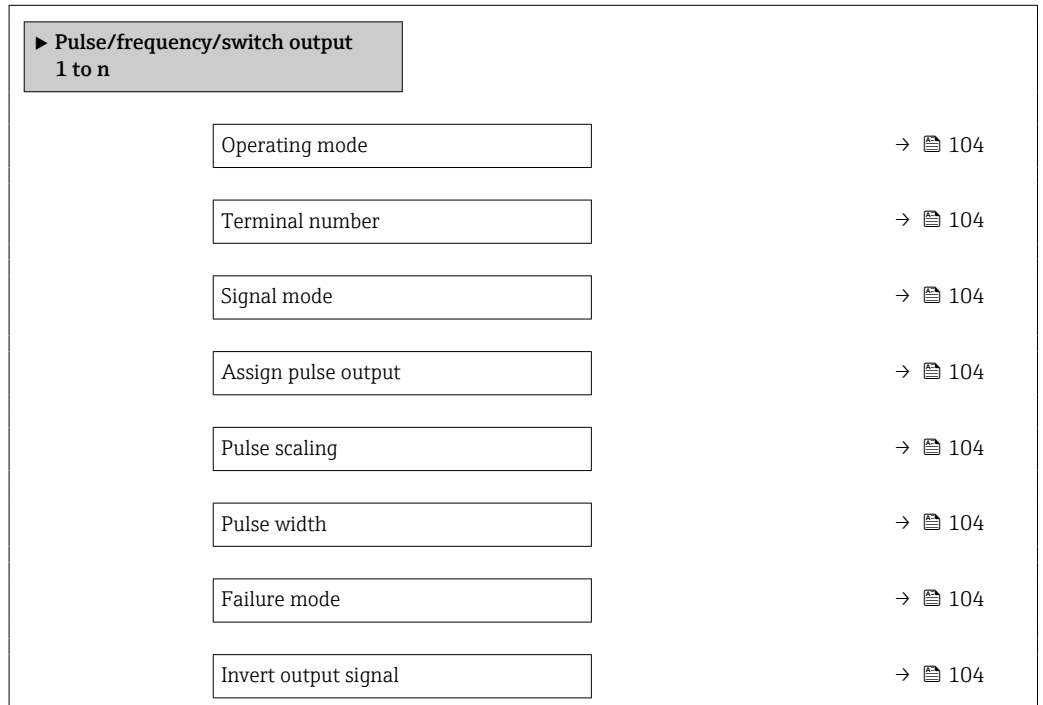 ► Pulse/frequency/switch output
1 to n
Operating mode → 104
Terminal number → 104
Signal mode → 104
Assign pulse output → 104
Pulse scaling → 104
Pulse width → 104
Failure mode → 104
Invert output signal → 104